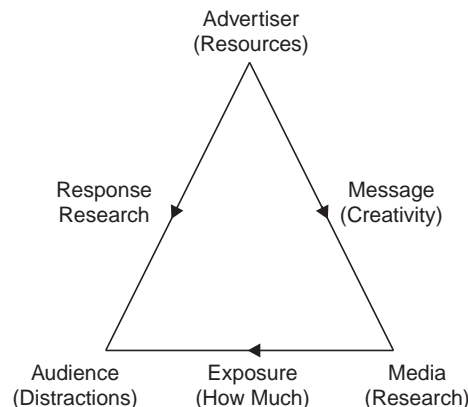 Advertiser
(Resources)
Response
Research
Message
(Creativity)
Audience
(Distractions)
Exposure
(How Much)
Media
(Research)